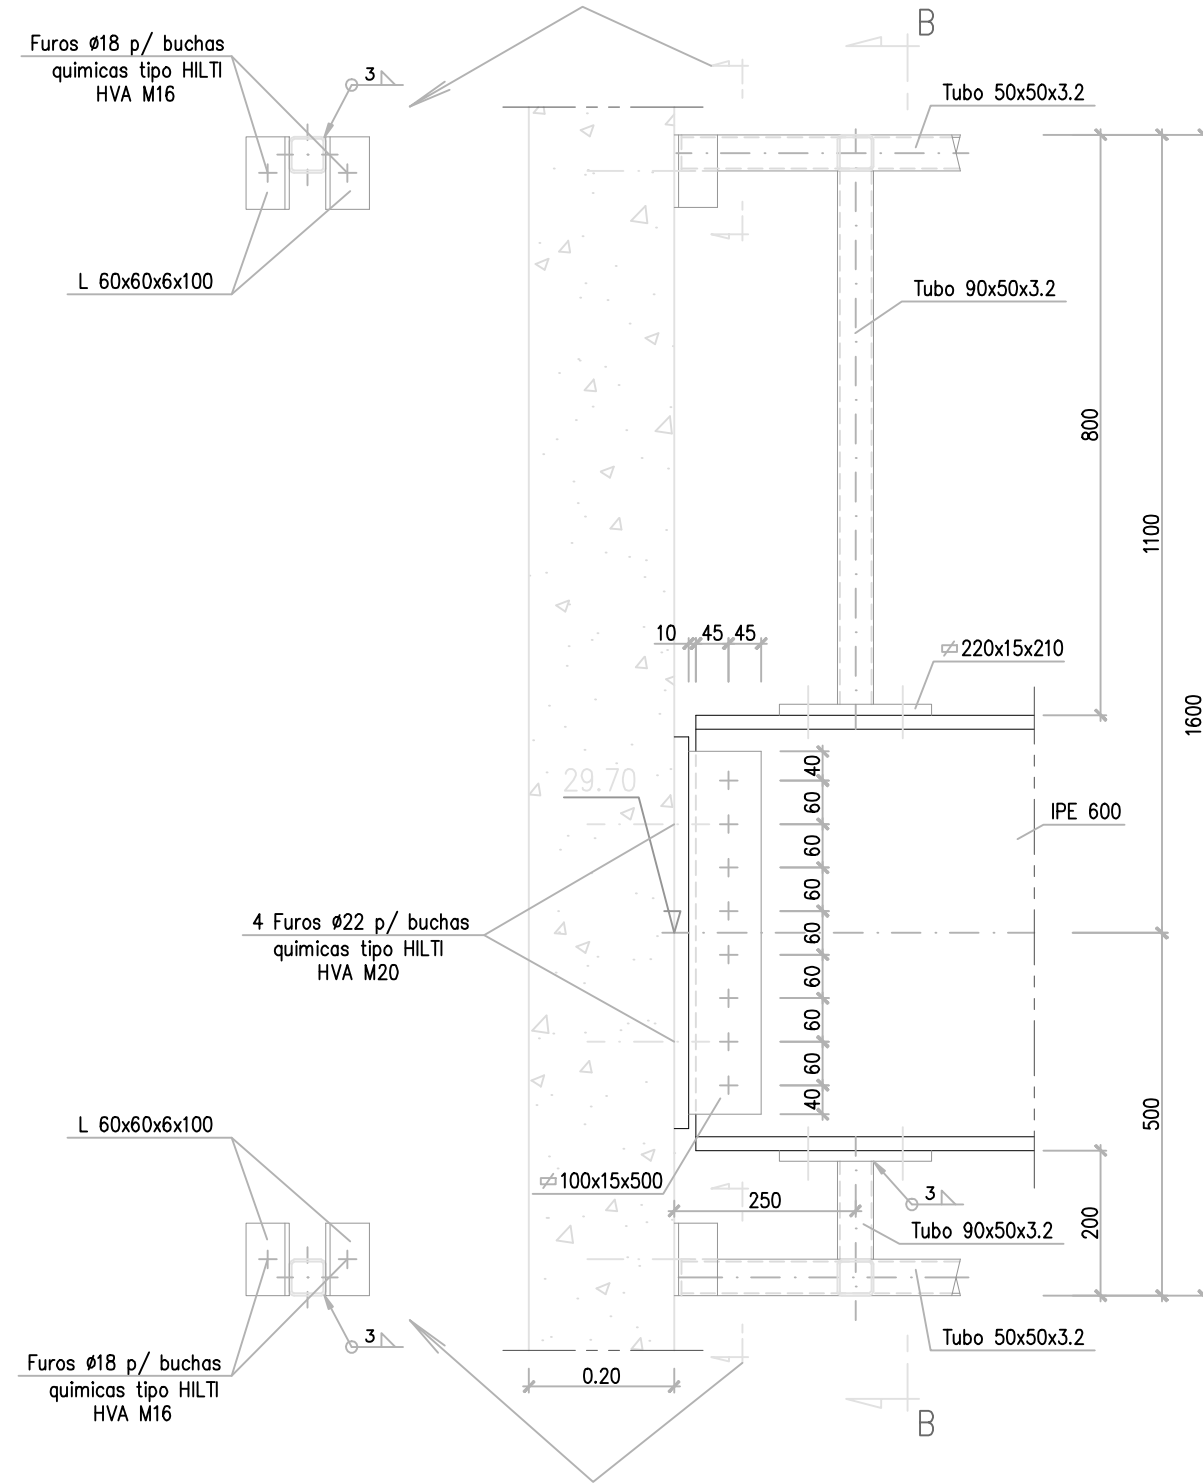 B
Furos ø18 p/ buchas
quimicas tipo HILTI
HVA M16
3
Tubo 50x50x3.2
L 60x60x6x100
Tubo 90x50x3.2
800
1100
1600
10 45 45
220x15x210
29.70
40
60
60
60
60
60
60
60
40
IPE 600
4 Furos ø22 p/ buchas
quimicas tipo HILTI
HVA M20
500
L 60x60x6x100
100x15x500
250
3
200
Tubo 90x50x3.2
3
Tubo 50x50x3.2
Furos ø18 p/ buchas
quimicas tipo HILTI
HVA M16
0.20
B